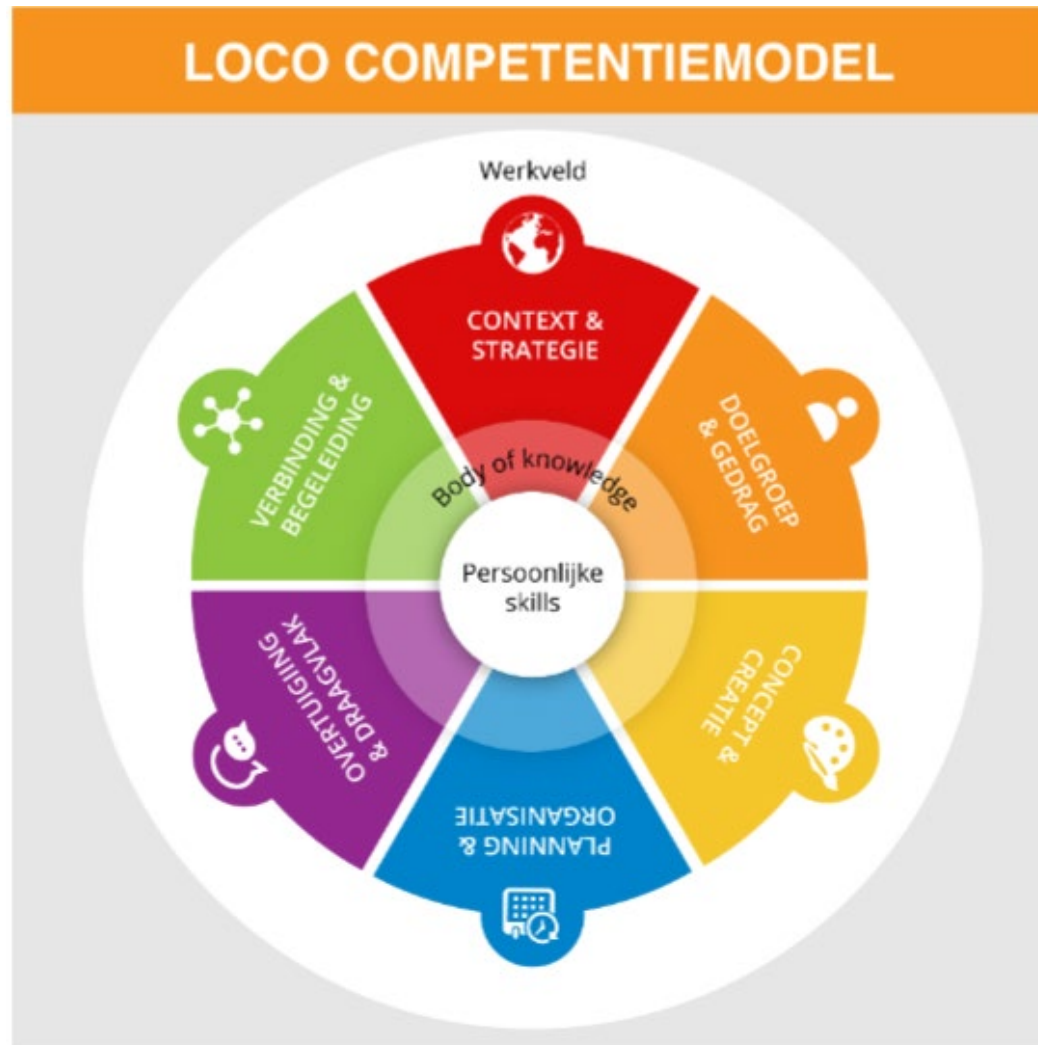 LOCO COMPETENTIEMODEL
Werkveld
CONTEXT &
STRATEGIE
DOELGROEP
& GEDRAG
CONCEPT &
CREATIE
PLANNING &
ORGANISATIE
OVERTUIGIING
& DRAAGVLAK
VERBINDING &
BEGELEIDING
Body of knowledge
Persoonlijke
skills